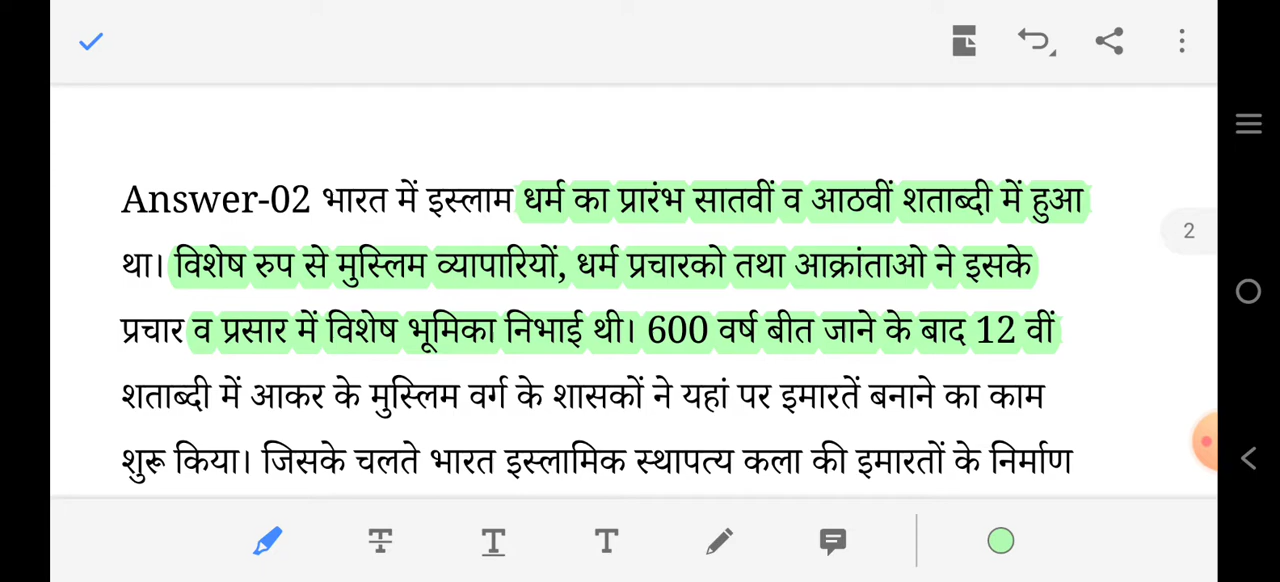 Answer-02 भारत में इस्लाम धर्म का प्रारंभ सातवीं व आठवीं शताब्दी में हुआ
था। विशेष रुप से मुस्लिम व्यापारियों, धर्म प्रचारको तथा आक्रांताओ ने इसके
प्रचार व प्रसार में विशेष भूमिका निभाई थी। 600 वर्ष बीत जाने के बाद 12 वीं
शताब्दी में आकर के मुस्लिम वर्ग के शासकों ने यहां पर इमारतें बनाने का काम
शुरू किया। जिसके चलते भारत इस्लामिक स्थापत्य कला की इमारतों के निर्माण
2
T
T
T